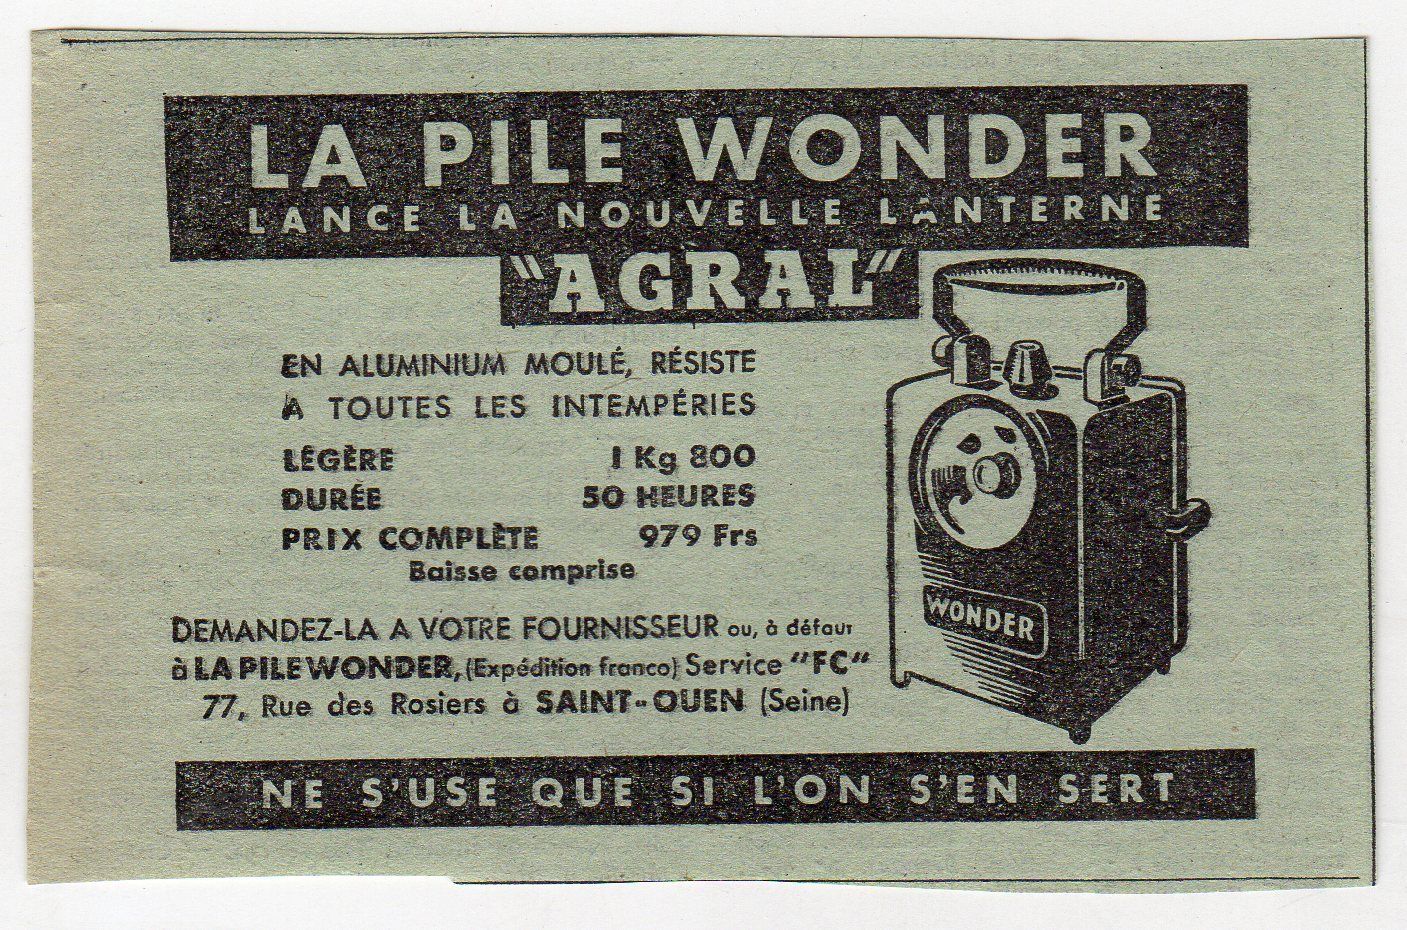 LA PILE WONDER
LANCE LA NOUVELLE LANTERNE
"AGRAL"
EN ALUMINIUM MOULÉ, RÉSISTE
A TOUTES LES INTEMPÉRIES
LÉGÈRE 1 Kg 800
DURÉE 50 HEURES
PRIX COMPLÈTE 979 Frs
Baisse comprise
DEMANDEZ-LA A VOTRE FOURNISSEUR ou, à défaut
à LA PILE WONDER, (Expédition franco) Service "FC"
77, Rue des Rosiers à SAINT-OUEN (Seine)
WONDER
NE S'USE QUE SI L'ON S'EN SERT